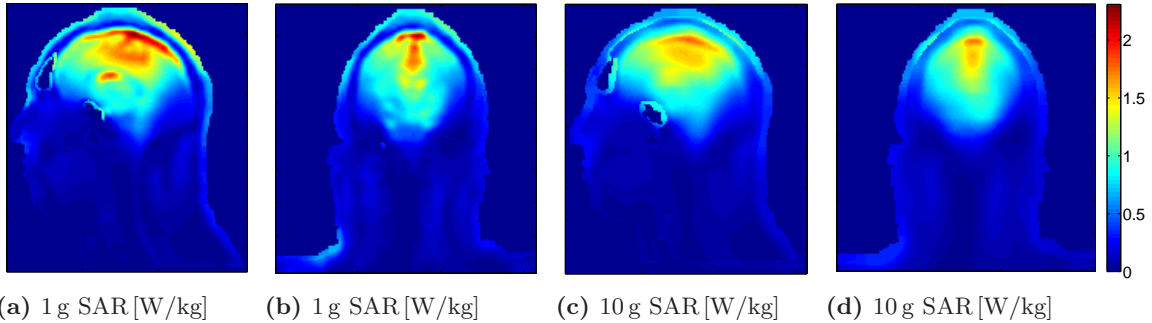 2
1.5
1
0.5
0
(a) 1 g SAR [W/kg]
(b) 1 g SAR [W/kg]
(c) 10 g SAR [W/kg]
(d) 10 g SAR [W/kg]